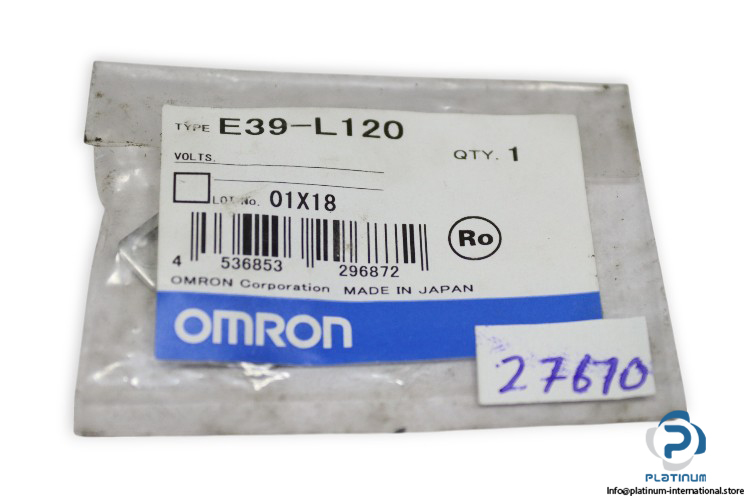 TYPE E39-L120
QTY. 1
VOLTS.
LOT No. 01X18
4 536853 296872
Ro
OMRON Corporation MADE IN JAPAN
OMRON
27670
PLATINUM
Info@platinum-international.store